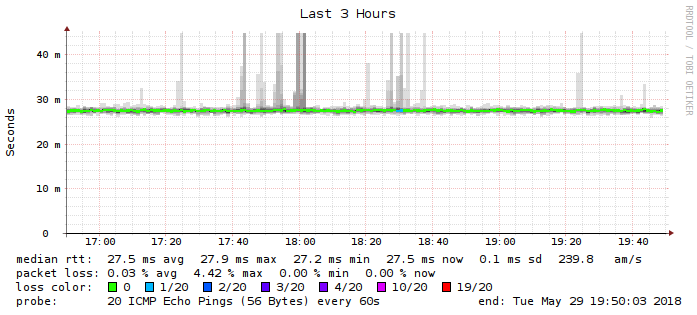 Last 3 Hours
RRDTOOL / TOBI OETIKER
Seconds
40 m
30 m
20 m
10 m
0
17:00 17:20 17:40 18:00 18:20 18:40 19:00 19:20 19:40
median rtt: 27.5 ms avg 27.9 ms max 27.2 ms min 27.5 ms now 0.1 ms sd 239.8 am/s
packet loss: 0.03 % avg 4.42 % max 0.00 % min 0.00 % now
loss color: 0 1/20 2/20 3/20 4/20 10/20 19/20
probe: 20 ICMP Echo Pings (56 Bytes) every 60s end: Tue May 29 19:50:03 2018